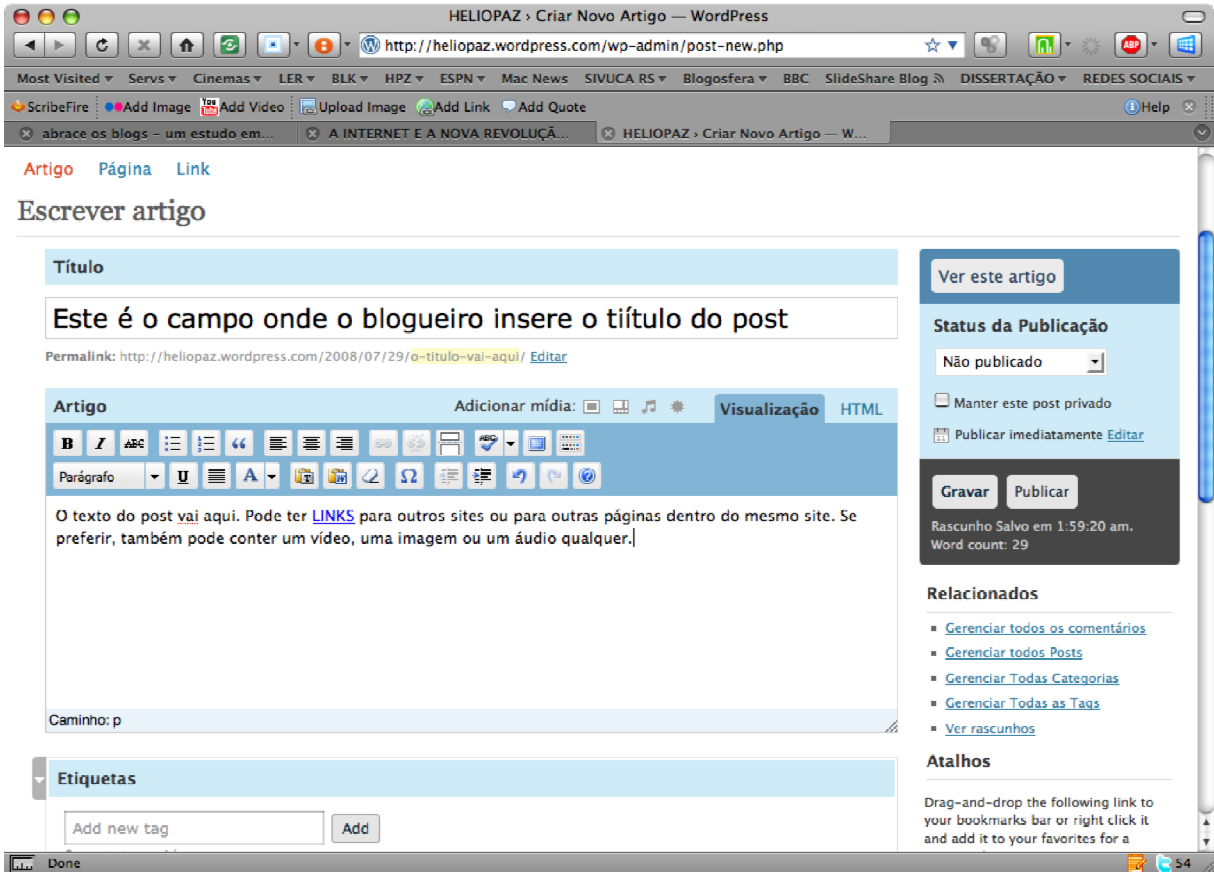 HELIOPAZ › Criar Novo Artigo — WordPress
http://heliopaz.wordpress.com/wp-admin/post-new.php
ABP
Most Visited Servs Cinemas LER BLK HPZ ESPN Mac News SIVUCA RS Blogosfera BBC SlideShare Blog DISSERTAÇÃO REDES SOCIAIS
ScribeFire Add Image Add Video Upload Image Add Link Add Quote Help
abrace os blogs - um estudo em... A INTERNET E A NOVA REVOLUÇÃ... HELIOPAZ › Criar Novo Artigo — W...
Artigo Página Link
Escrever artigo
Título
Este é o campo onde o blogueiro insere o tiítulo do post
Permalink: http://heliopaz.wordpress.com/2008/07/29/o-titulo-vai-aqui/ Editar
Artigo Adicionar mídia: Visualização HTML
B I ABC ABC
Parágrafo U A T W Ω
O texto do post vai aqui. Pode ter LINKS para outros sites ou para outras páginas dentro do mesmo site. Se
preferir, também pode conter um vídeo, uma imagem ou um áudio qualquer.
Caminho: p
Etiquetas
Add new tag Add
Ver este artigo
Status da Publicação
Não publicado
Manter este post privado
Publicar imediatamente Editar
Gravar Publicar
Rascunho Salvo em 1:59:20 am.
Word count: 29
Relacionados
Gerenciar todos os comentários
Gerenciar todos Posts
Gerenciar Todas Categorias
Gerenciar Todas as Tags
Ver rascunhos
Atalhos
Drag-and-drop the following link to
your bookmarks bar or right click it
and add it to your favorites for a
Done 54